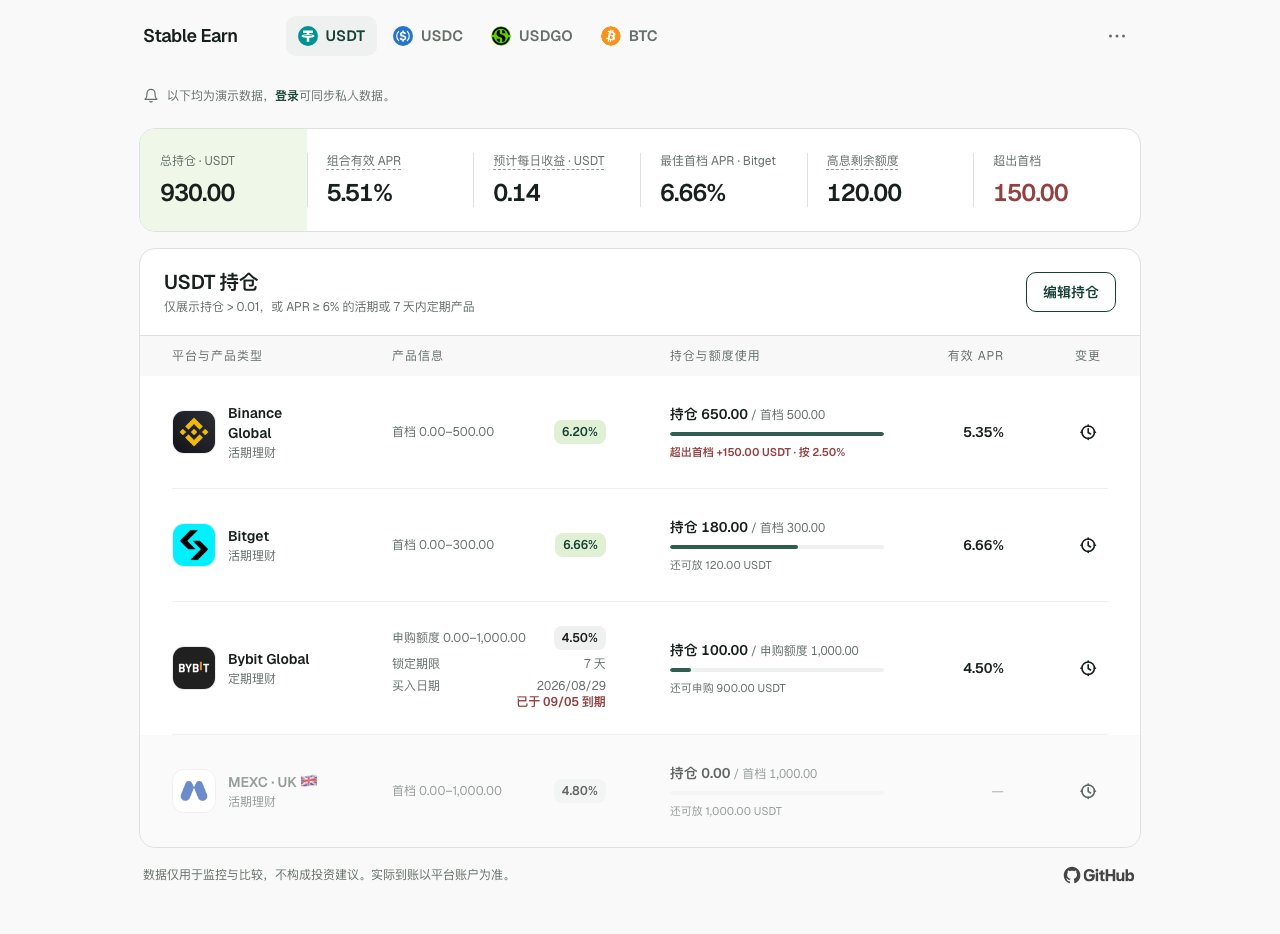 Stable Earn
USDT
USDC
USDGO
BTC
以下均为演示数据，登录可同步私人数据。
总持仓 · USDT
930.00
组合有效 APR
5.51%
预计每日收益 · USDT
0.14
最佳首档 APR · Bitget
6.66%
高息剩余额度
120.00
超出首档
150.00
USDT 持仓
仅展示持仓 > 0.01，或 APR ≥ 6% 的活期或 7 天内定期产品
编辑持仓
平台与产品类型
产品信息
持仓与额度使用
有效 APR
变更
Binance
Global
活期理财
首档 0.00–500.00
6.20%
持仓 650.00 / 首档 500.00
超出首档 +150.00 USDT · 按 2.50%
5.35%
Bitget
活期理财
首档 0.00–300.00
6.66%
持仓 180.00 / 首档 300.00
还可放 120.00 USDT
6.66%
BYBIT
Bybit Global
定期理财
申购额度 0.00–1,000.00
4.50%
锁定期限
7 天
买入日期
2026/08/29
已于 09/05 到期
持仓 100.00 / 申购额度 1,000.00
还可申购 900.00 USDT
4.50%
MEXC · UK 🇬🇧
活期理财
首档 0.00–1,000.00
4.80%
持仓 0.00 / 首档 1,000.00
还可放 1,000.00 USDT
—
数据仅用于监控与比较，不构成投资建议。实际到账以平台账户为准。
GitHub